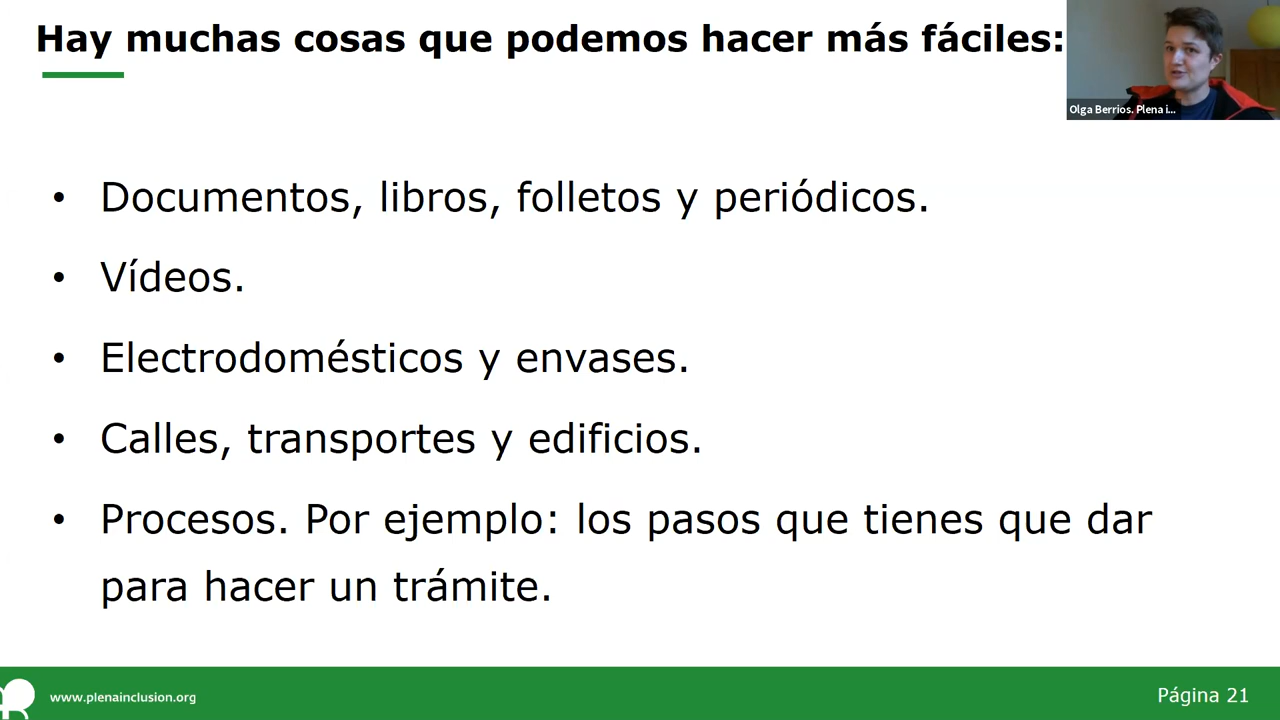 Hay muchas cosas que podemos hacer más fáciles:
Olga Berrios. Plena i...
• Documentos, libros, folletos y periódicos.
• Vídeos.
• Electrodomésticos y envases.
• Calles, transportes y edificios.
• Procesos. Por ejemplo: los pasos que tienes que dar
para hacer un trámite.
www.plenainclusion.org
Página 21